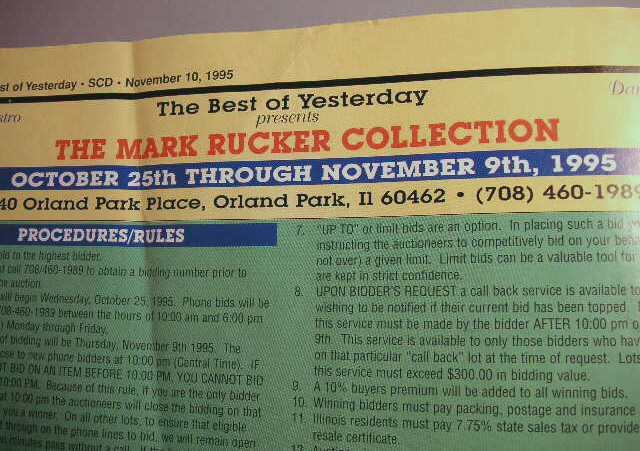 st of Yesterday • SCD • November 10, 1995
stro
Dan
The Best of Yesterday
presents
THE MARK RUCKER COLLECTION
OCTOBER 25th THROUGH NOVEMBER 9th, 1995
40 Orland Park Place, Orland Park, Il 60462 • (708) 460-1989
PROCEDURES/RULES
ld to the highest bidder.
t call 708/460-1989 to obtain a bidding number prior to
he auction.
will begin Wednesday, October 25, 1995. Phone bids will be
708-460-1989 between the hours of 10:00 am and 6:00 pm
) Monday through Friday.
of bidding will be Thursday, November 9th 1995. The
ose to new phone bidders at 10:00 pm (Central Time). IF
OT BID ON AN ITEM BEFORE 10:00 PM, YOU CANNOT BID
10:00 PM. Because of this rule, if you are the only bidder
at 10:00 pm the auctioneers will close the bidding on that
you a winner. On all other lots, to ensure that eligible
t through on the phone lines to bid, we will remain open
minutes pass without a call. If the
7. "UP TO" or limit bids are an option. In placing such a bid
instructing the auctioneers to competitively bid on your beha
not over) a given limit. Limit bids can be a valuable tool for
are kept in strict confidence.
8. UPON BIDDER'S REQUEST a call back service is available to
wishing to be notified if their current bid has been topped.
this service must be made by the bidder AFTER 10:00 pm o
9th. This service is available to only those bidders who hav
on that particular "call back" lot at the time of request. Lots
this service must exceed $300.00 in bidding value.
9. A 10% buyers premium will be added to all winning bids.
10. Winning bidders must pay packing, postage and insurance
11. Illinois residents must pay 7.75% state sales tax or provide
resale certificate.
12.